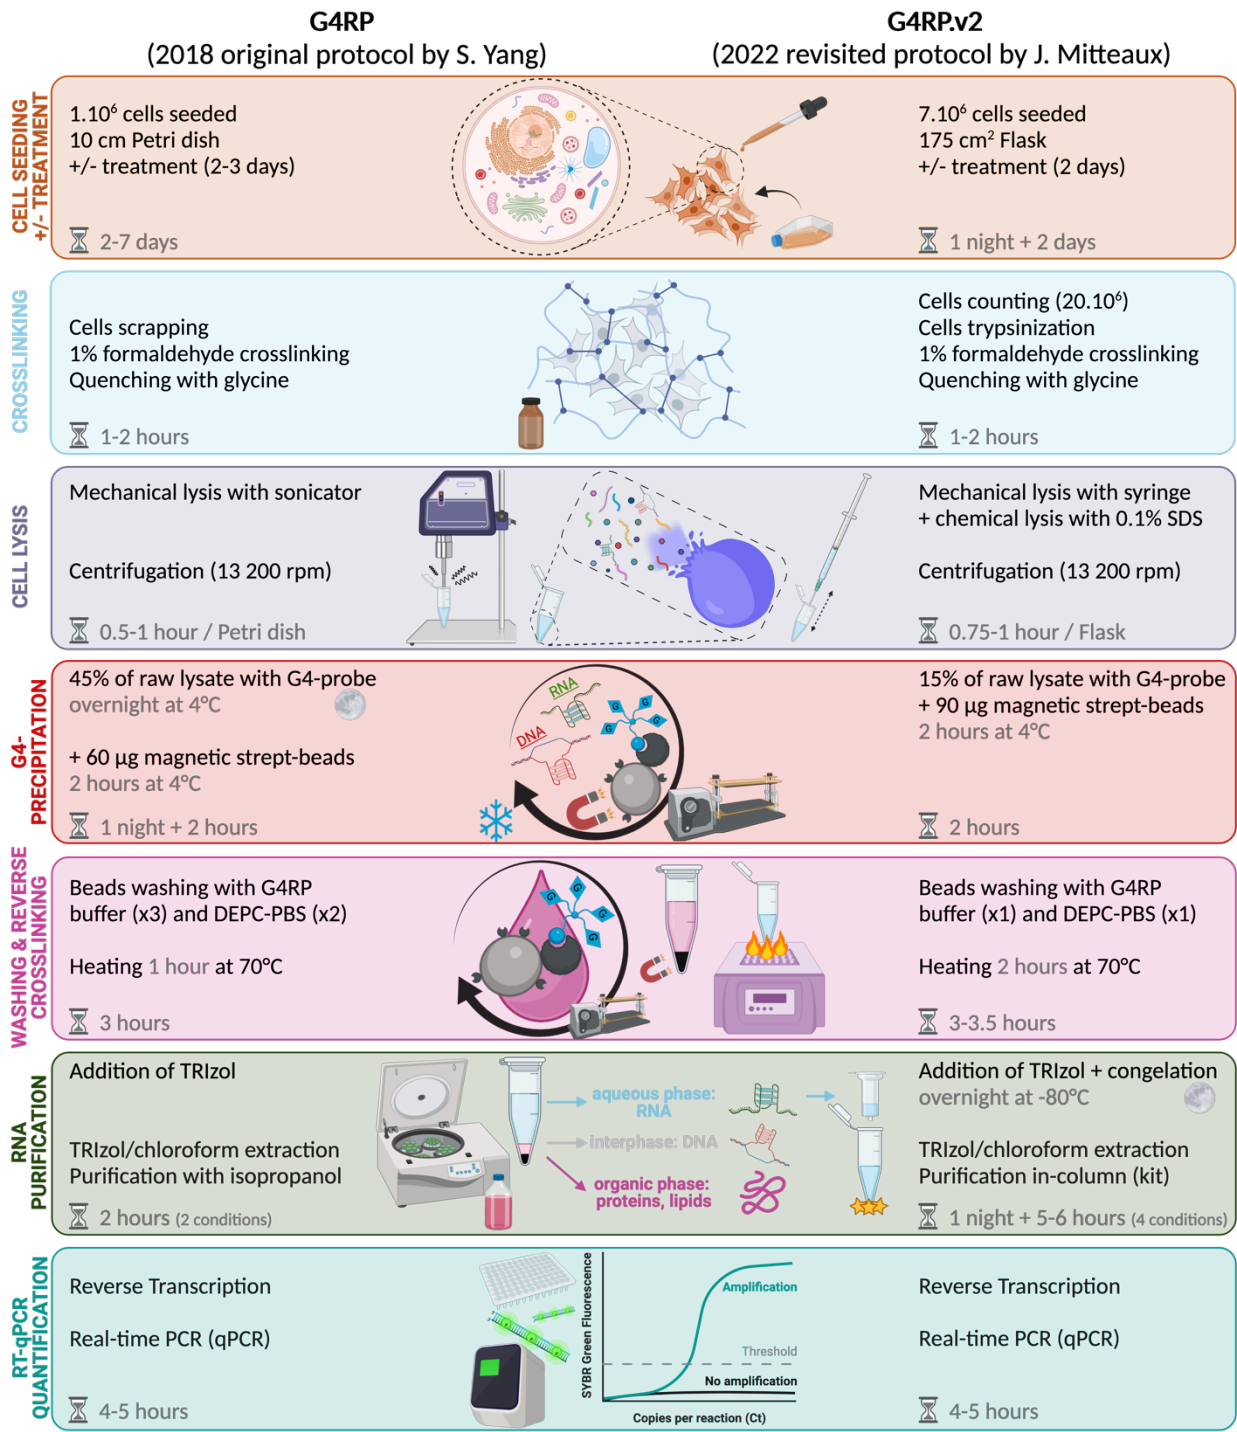 G4RP
(2018 original protocol by S. Yang)
G4RP.v2
(2022 revisited protocol by J. Mitteaux)
CELL SEEDING
+/- TREATMENT
1.10⁶ cells seeded
10 cm Petri dish
+/- treatment (2-3 days)
2-7 days
7.10⁶ cells seeded
175 cm² Flask
+/- treatment (2 days)
1 night + 2 days
CROSSLINKING
Cells scrapping
1% formaldehyde crosslinking
Quenching with glycine
1-2 hours
Cells counting (20.10⁶)
Cells trypsinization
1% formaldehyde crosslinking
Quenching with glycine
1-2 hours
CELL LYSIS
Mechanical lysis with sonicator
Centrifugation (13 200 rpm)
0.5-1 hour / Petri dish
Mechanical lysis with syringe
+ chemical lysis with 0.1% SDS
Centrifugation (13 200 rpm)
0.75-1 hour / Flask
G4-
PRECIPITATION
45% of raw lysate with G4-probe
overnight at 4°C
+ 60 µg magnetic strept-beads
2 hours at 4°C
1 night + 2 hours
RNA
DNA
G
G
G
G
15% of raw lysate with G4-probe
+ 90 µg magnetic strept-beads
2 hours at 4°C
2 hours
WASHING & REVERSE
CROSSLINKING
Beads washing with G4RP
buffer (x3) and DEPC-PBS (x2)
Heating 1 hour at 70°C
3 hours
G
G
G
G
Beads washing with G4RP
buffer (x1) and DEPC-PBS (x1)
Heating 2 hours at 70°C
3-3.5 hours
RNA
PURIFICATION
Addition of TRIzol
TRIzol/chloroform extraction
Purification with isopropanol
2 hours (2 conditions)
aqueous phase:
RNA
interphase: DNA
organic phase:
proteins, lipids
Addition of TRIzol + congelation
overnight at -80°C
TRIzol/chloroform extraction
Purification in-column (kit)
1 night + 5-6 hours (4 conditions)
RT-qPCR
QUANTIFICATION
Reverse Transcription
Real-time PCR (qPCR)
4-5 hours
SYBR Green Fluorescence
Amplification
Threshold
No amplification
Copies per reaction (Ct)
Reverse Transcription
Real-time PCR (qPCR)
4-5 hours